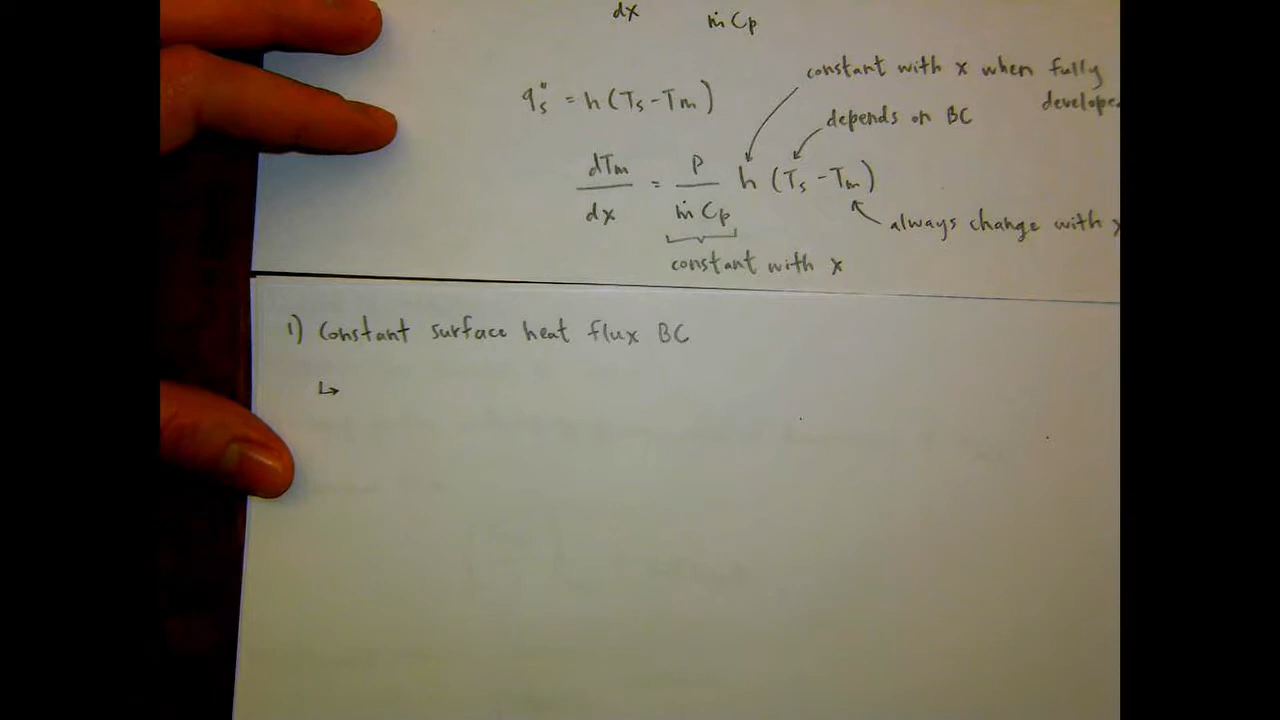 dx ṁ Cp
constant with x when fully
q"s = h(Ts - Tm) develope
depends on BC
dTm/dx = P/ṁ Cp h (Ts - Tm)
always change with x
constant with x
1) Constant surface heat flux BC
↳